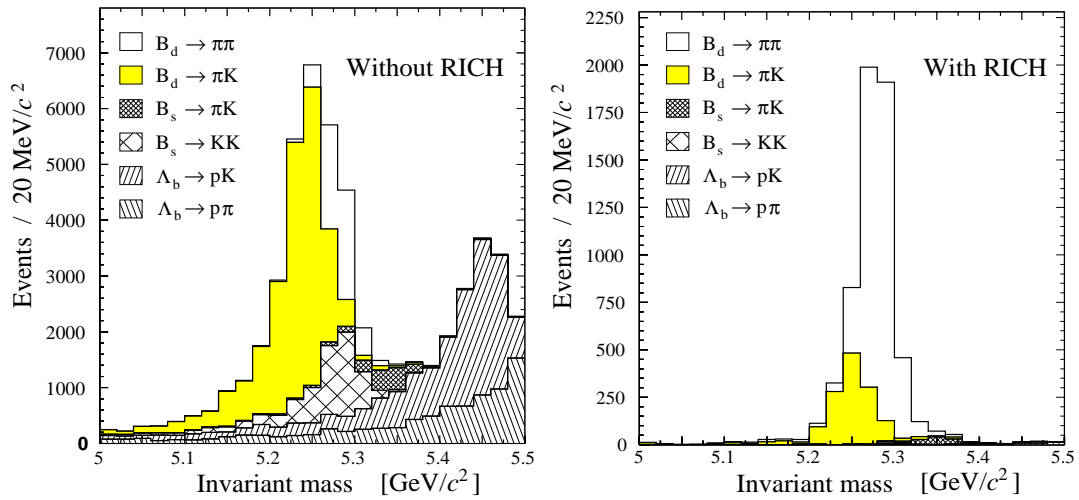 7000
6000
5000
4000
3000
2000
1000
0
0
Events / 20 MeV/c²
B_d → ππ
B_d → πK
B_s → πK
B_s → KK
Λ_b → pK
Λ_b → pπ
Without RICH
5 5.1 5.2 5.3 5.4 5.5
Invariant mass [GeV/c²]
2250
2000
1750
1500
1250
1000
750
500
250
0
Events / 20 MeV/c²
B_d → ππ
B_d → πK
B_s → πK
B_s → KK
Λ_b → pK
Λ_b → pπ
With RICH
5 5.1 5.2 5.3 5.4 5.5
Invariant mass [GeV/c²]